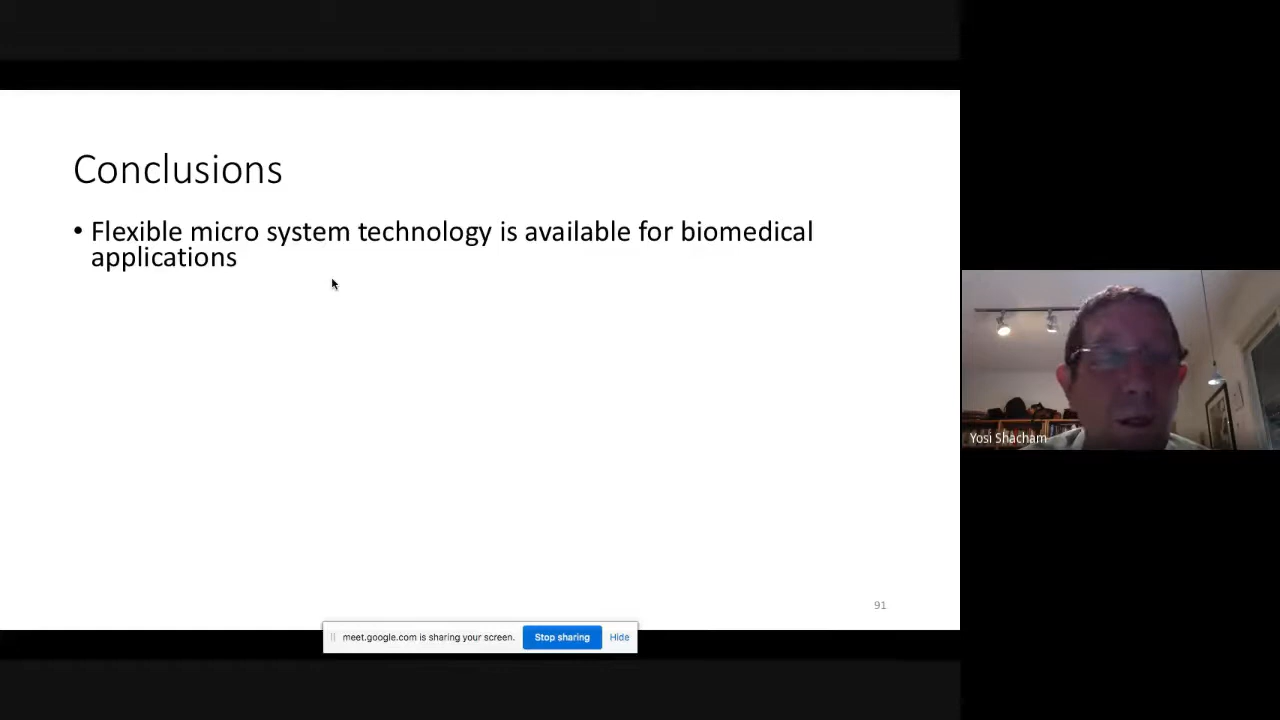 Conclusions
• Flexible micro system technology is available for biomedical
applications
Yosi Shacham
91
meet.google.com is sharing your screen. Stop sharing Hide